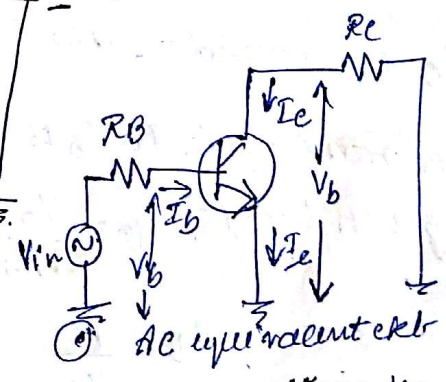 RC
Ic
RB
Vb
Ib
Vin
Vb
Ie
AC equivalent ckt